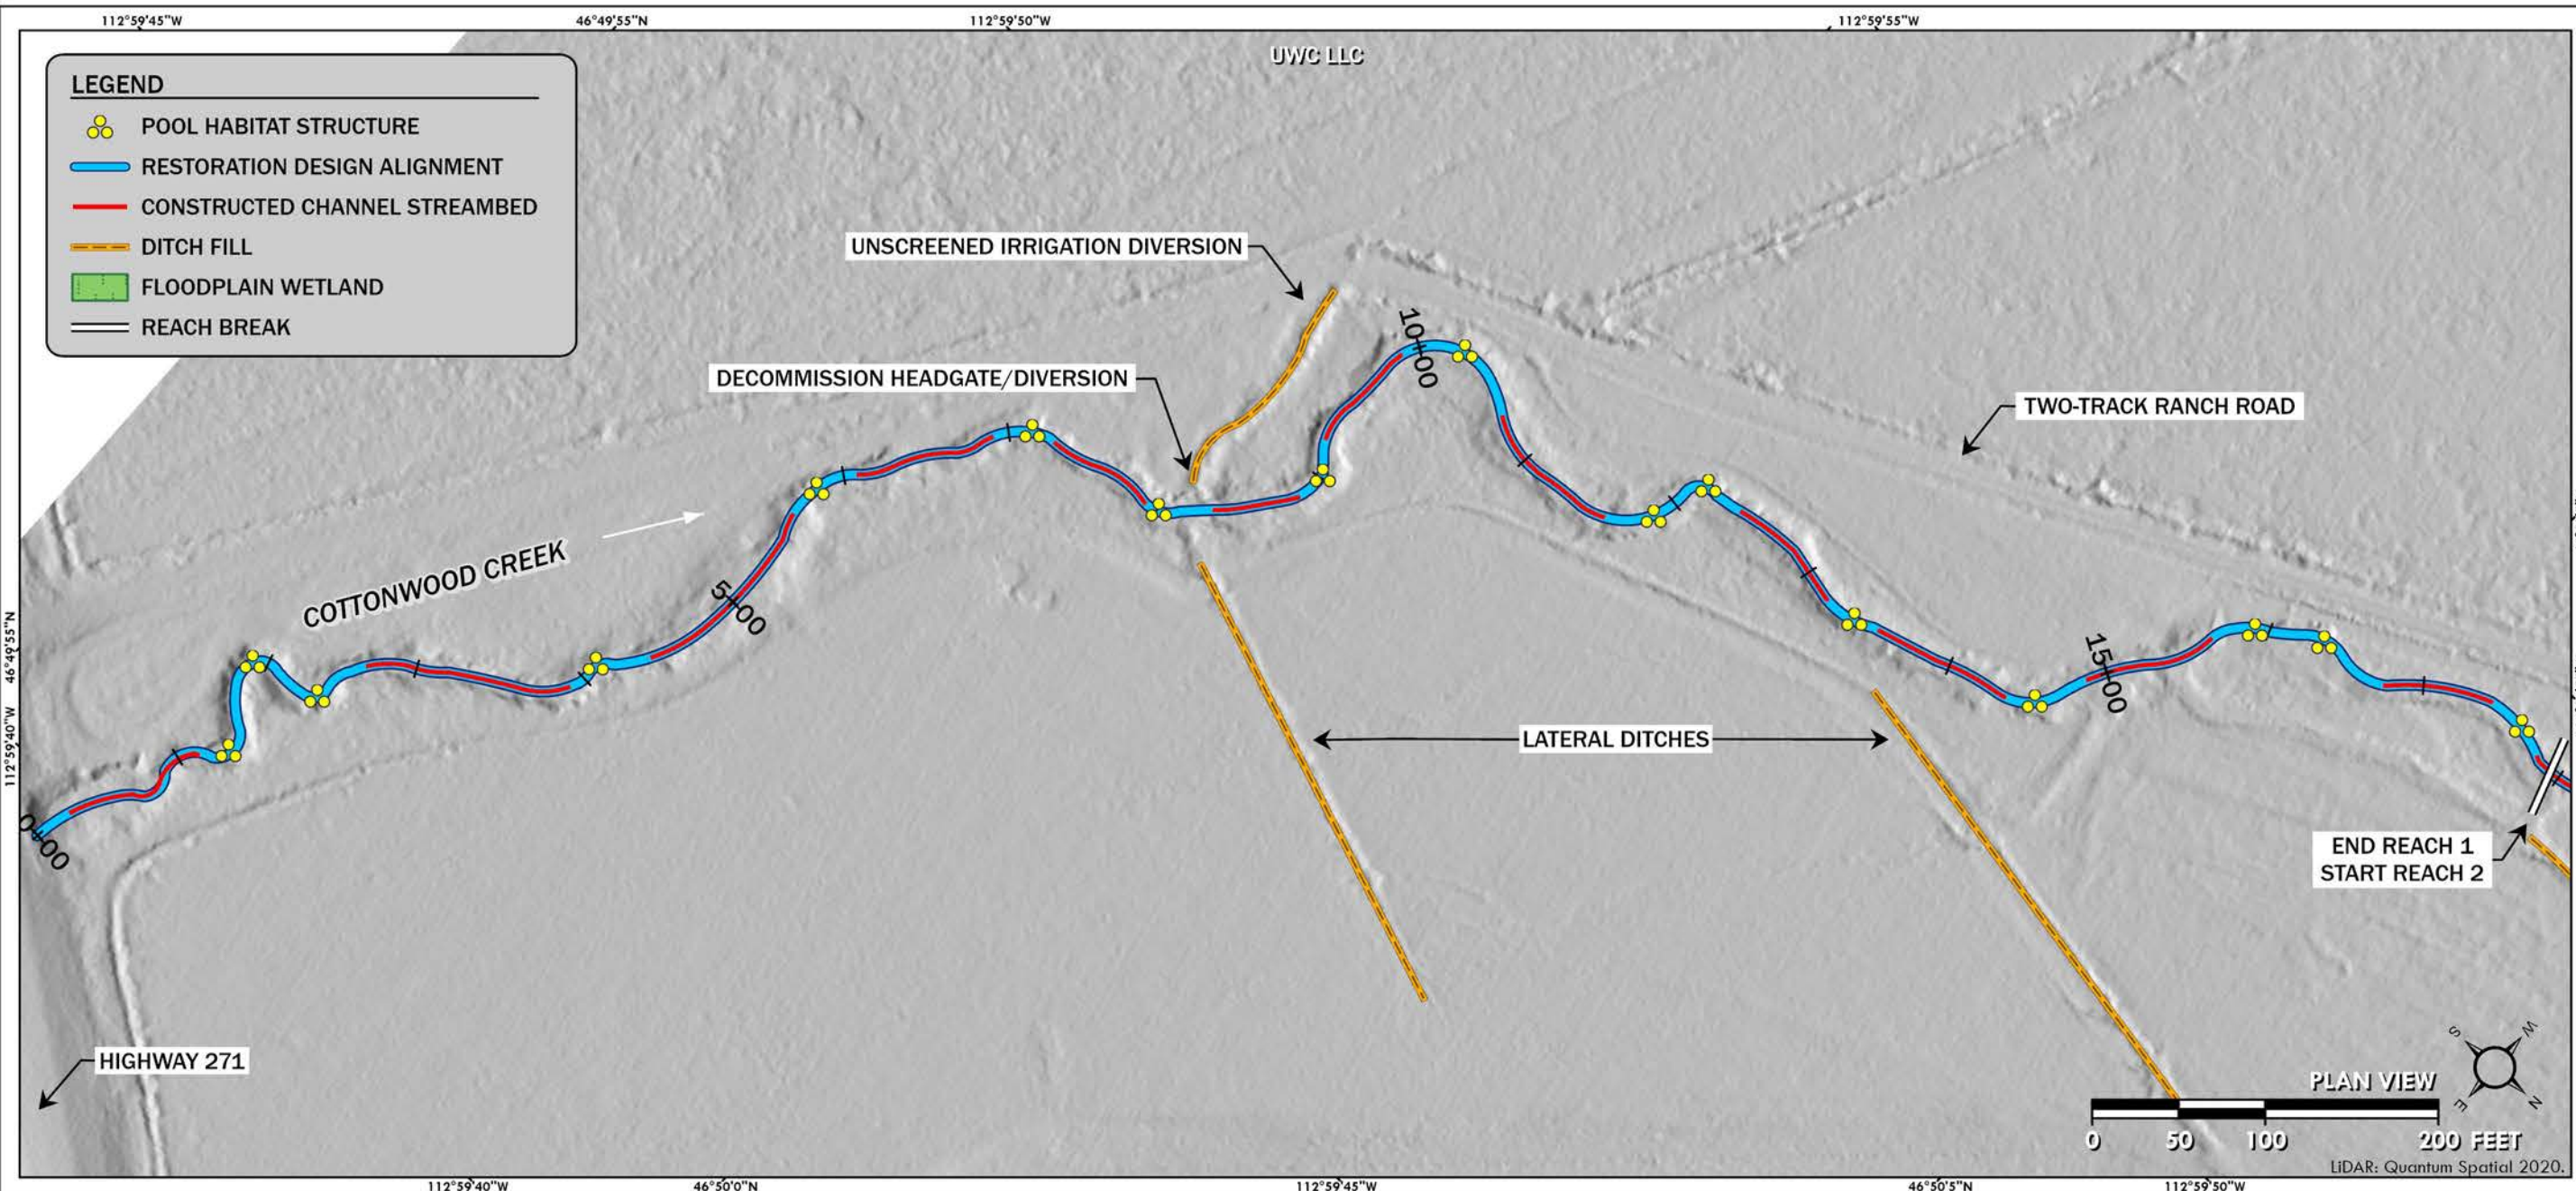 112°59'45"W
46°49'55"N
112°59'50"W
112°59'55"W
UWC LLC
LEGEND
POOL HABITAT STRUCTURE
RESTORATION DESIGN ALIGNMENT
CONSTRUCTED CHANNEL STREAMBED
DITCH FILL
FLOODPLAIN WETLAND
REACH BREAK
UNSCREENED IRRIGATION DIVERSION
DECOMMISSION HEADGATE/DIVERSION
10+00
TWO-TRACK RANCH ROAD
COTTONWOOD CREEK
5+00
46°49'55"N
112°59'40"W
15+00
LATERAL DITCHES
0+00
END REACH 1
START REACH 2
HIGHWAY 271
S
W
E
N
PLAN VIEW
0 50 100 200 FEET
LiDAR: Quantum Spatial 2020.
112°59'40"W
46°50'0"N
112°59'45"W
46°50'5"N
112°59'50"W